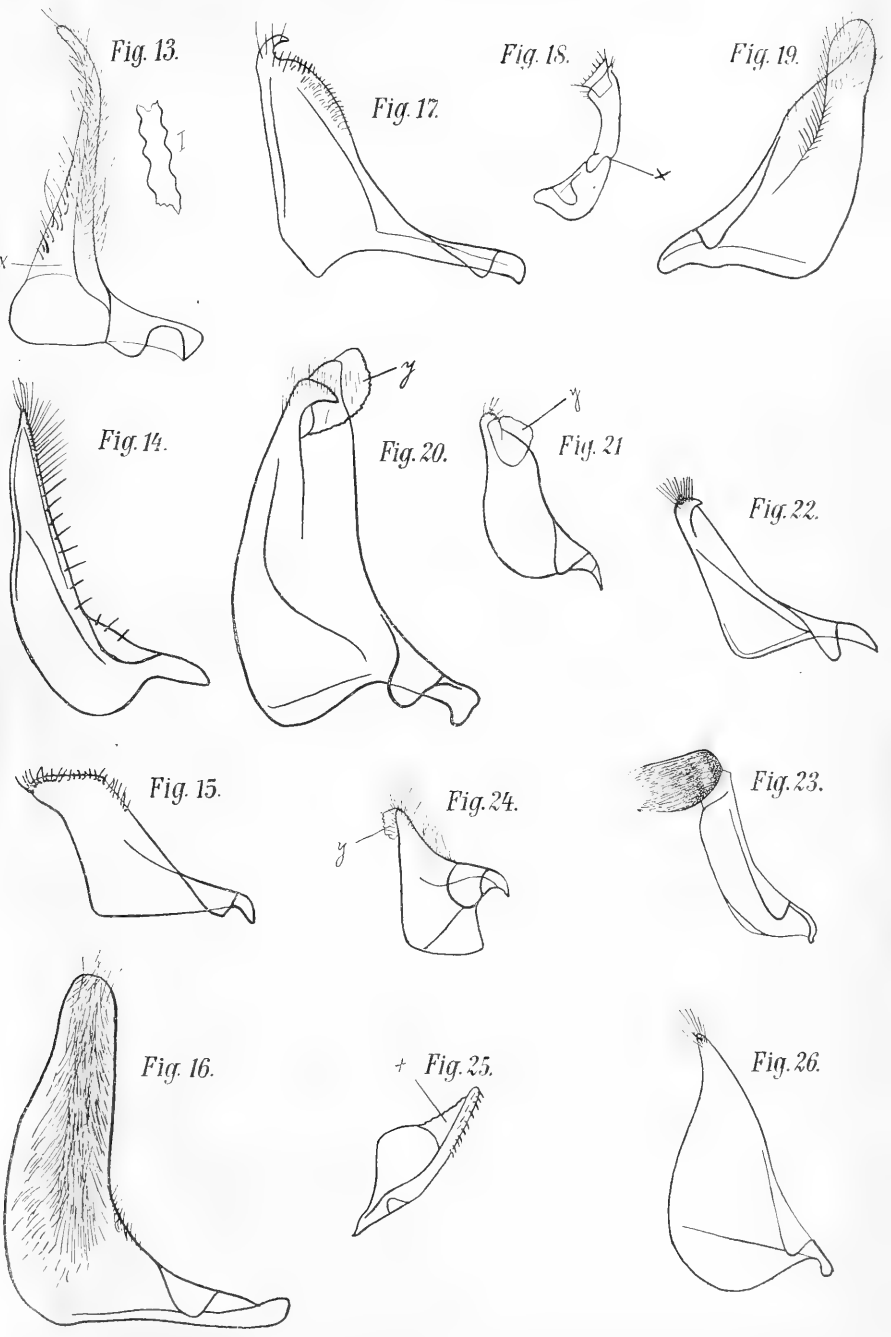 Fig. 13.
I
x
Fig. 17.
Fig. 18.
x
Fig. 19.
Fig. 14.
y
Fig. 20.
y
Fig. 21
Fig. 22.
Fig. 15.
Fig. 24.
y
Fig. 23.
Fig. 16.
+ Fig. 25.
Fig. 26.